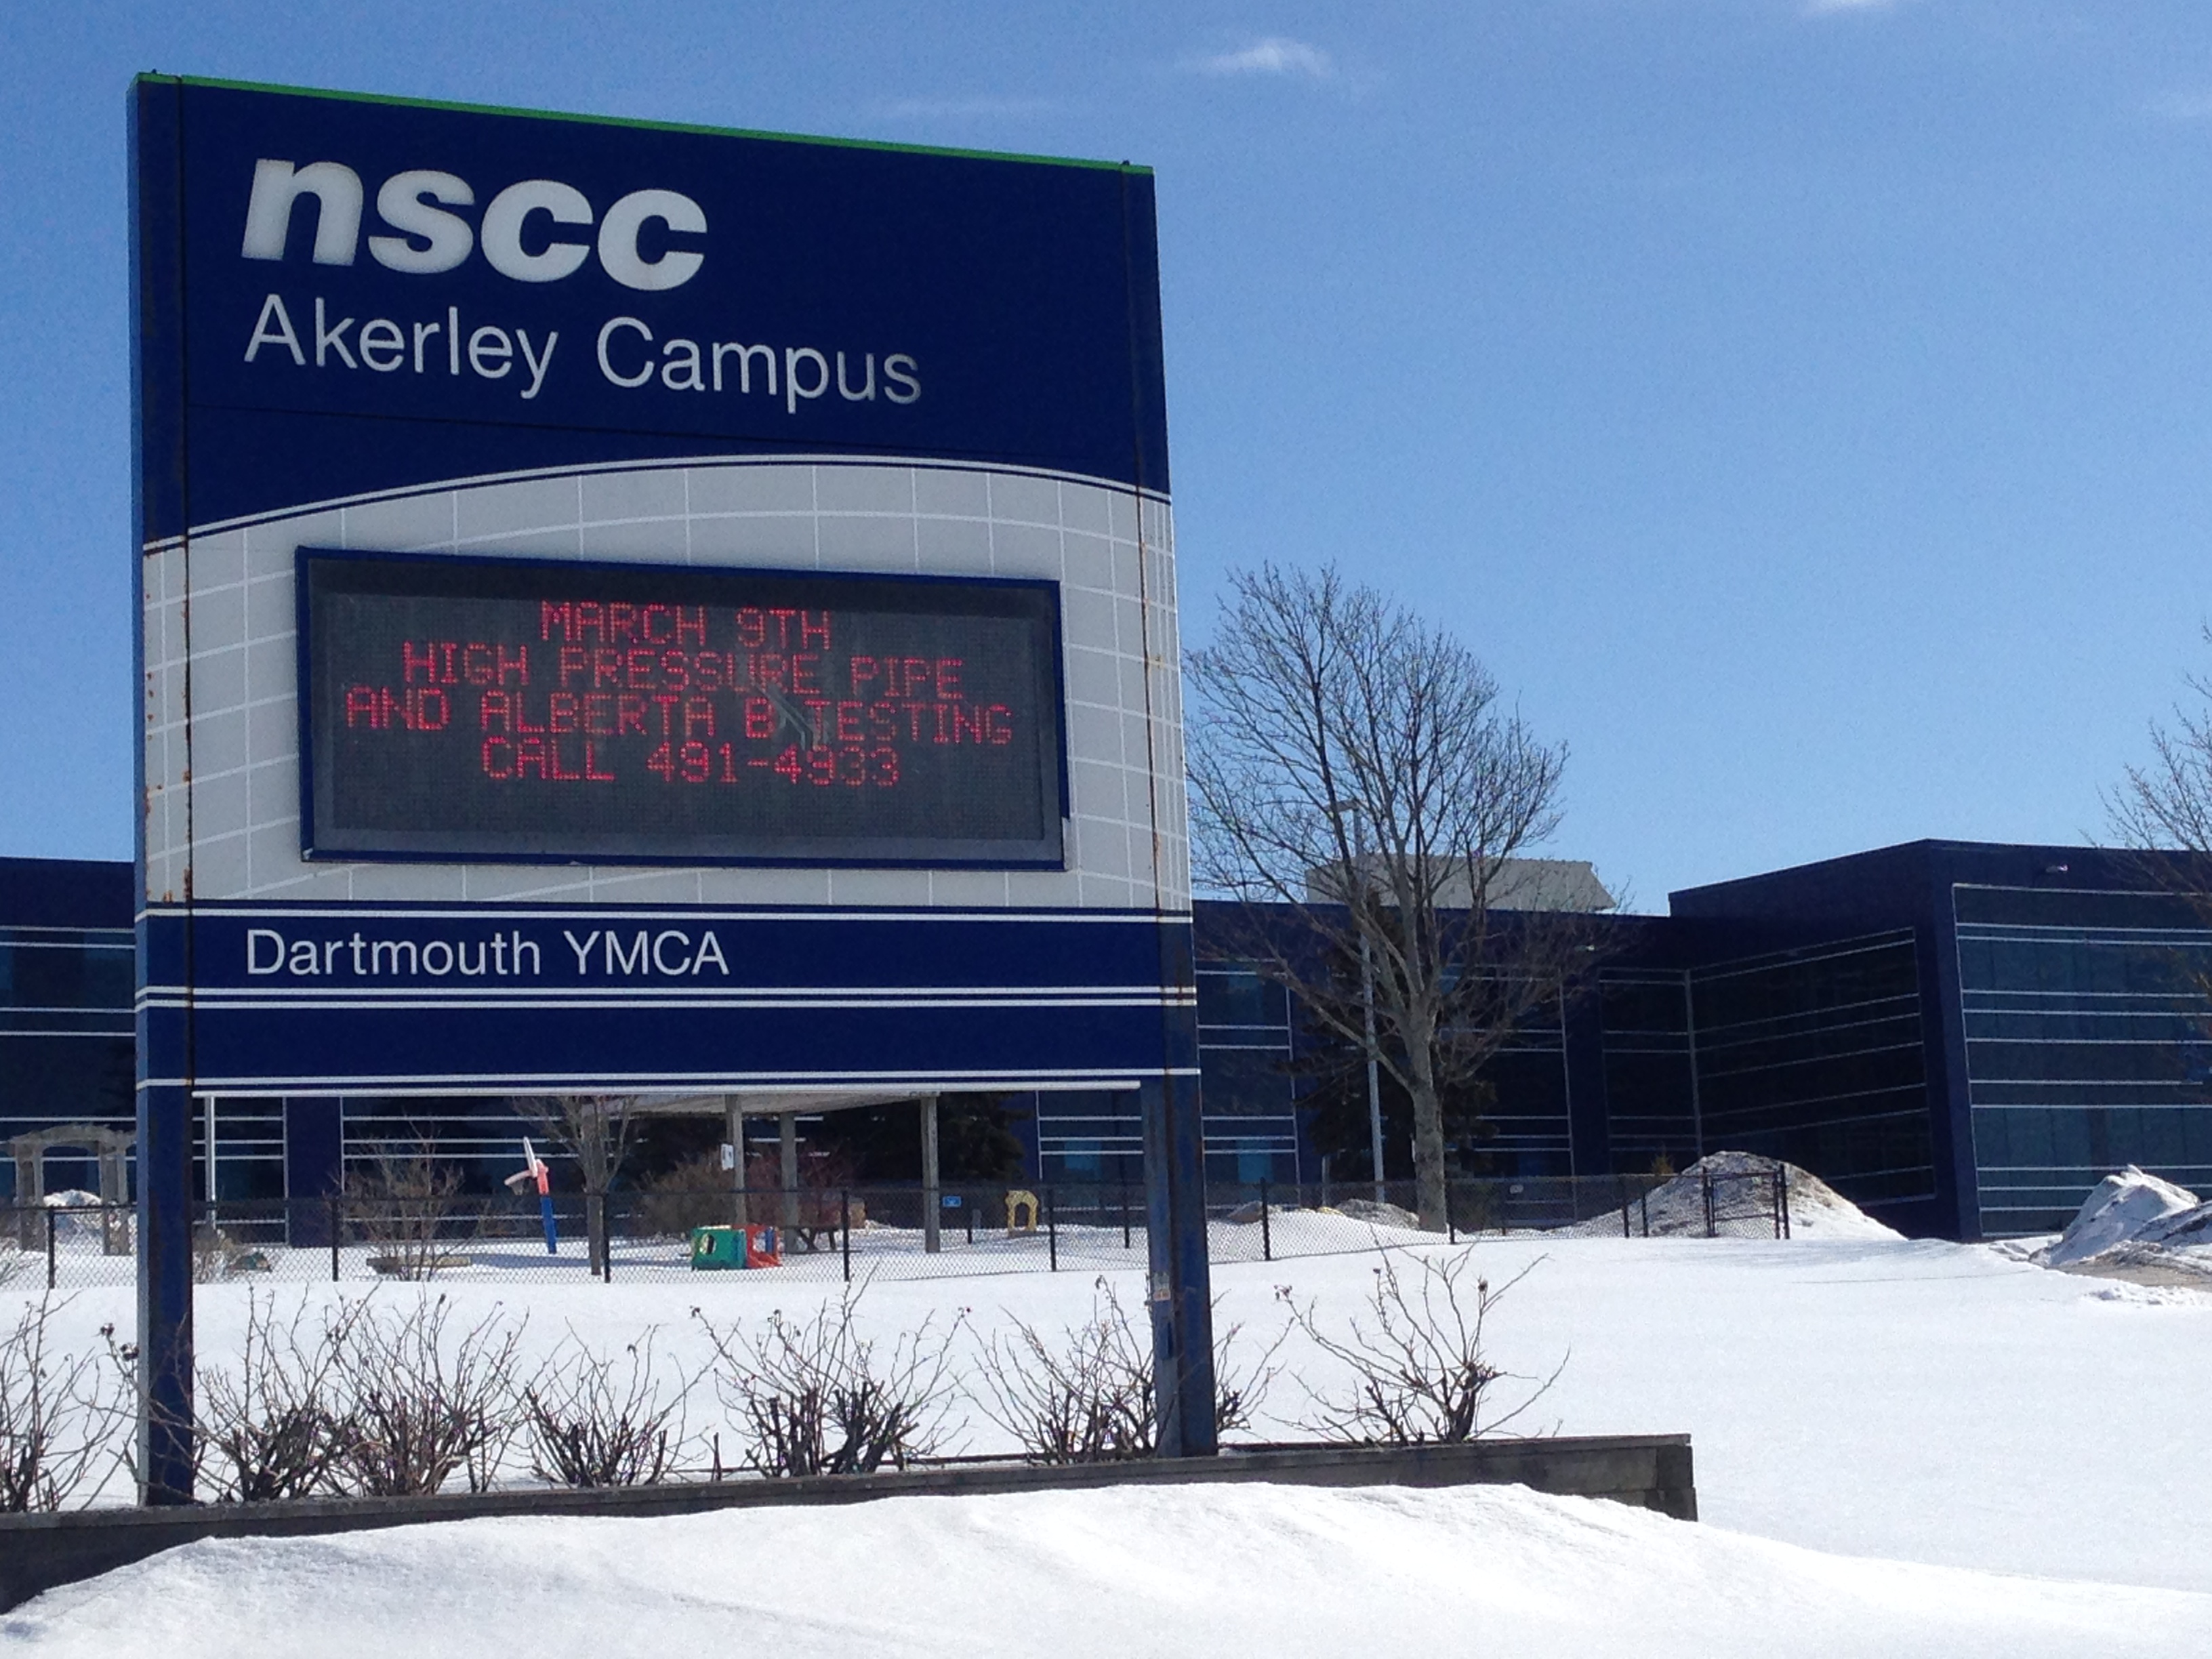 nscc
Akerley Campus
MARCH 9TH
HIGH PRESSURE PIPE
AND ALBERTA B TESTING
CALL 491-4933
Dartmouth YMCA